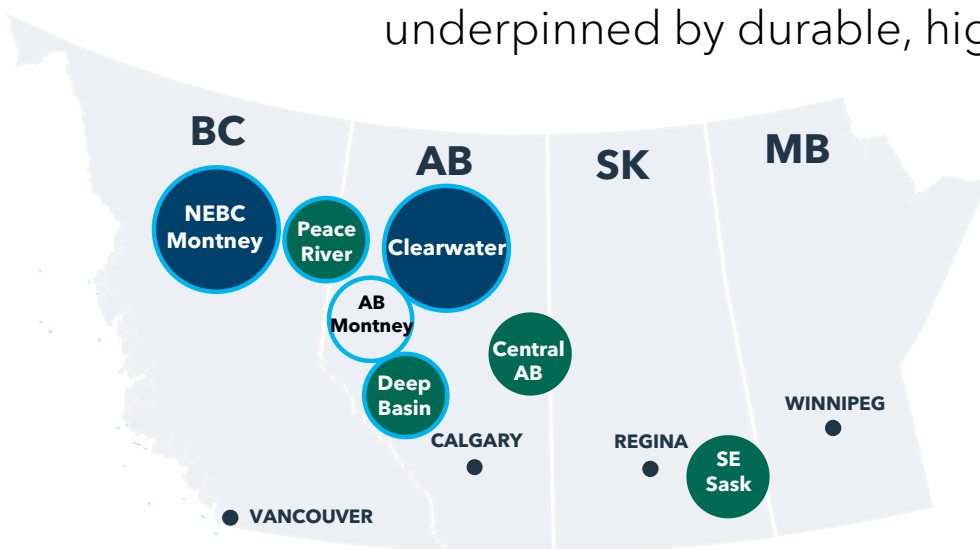 underpinned by durable, hig
BC
AB
SK
MB
NEBC
Montney
Peace
River
Clearwater
AB
Montney
Central
AB
Deep
Basin
WINNIPEG
CALGARY
REGINA
SE
Sask
VANCOUVER